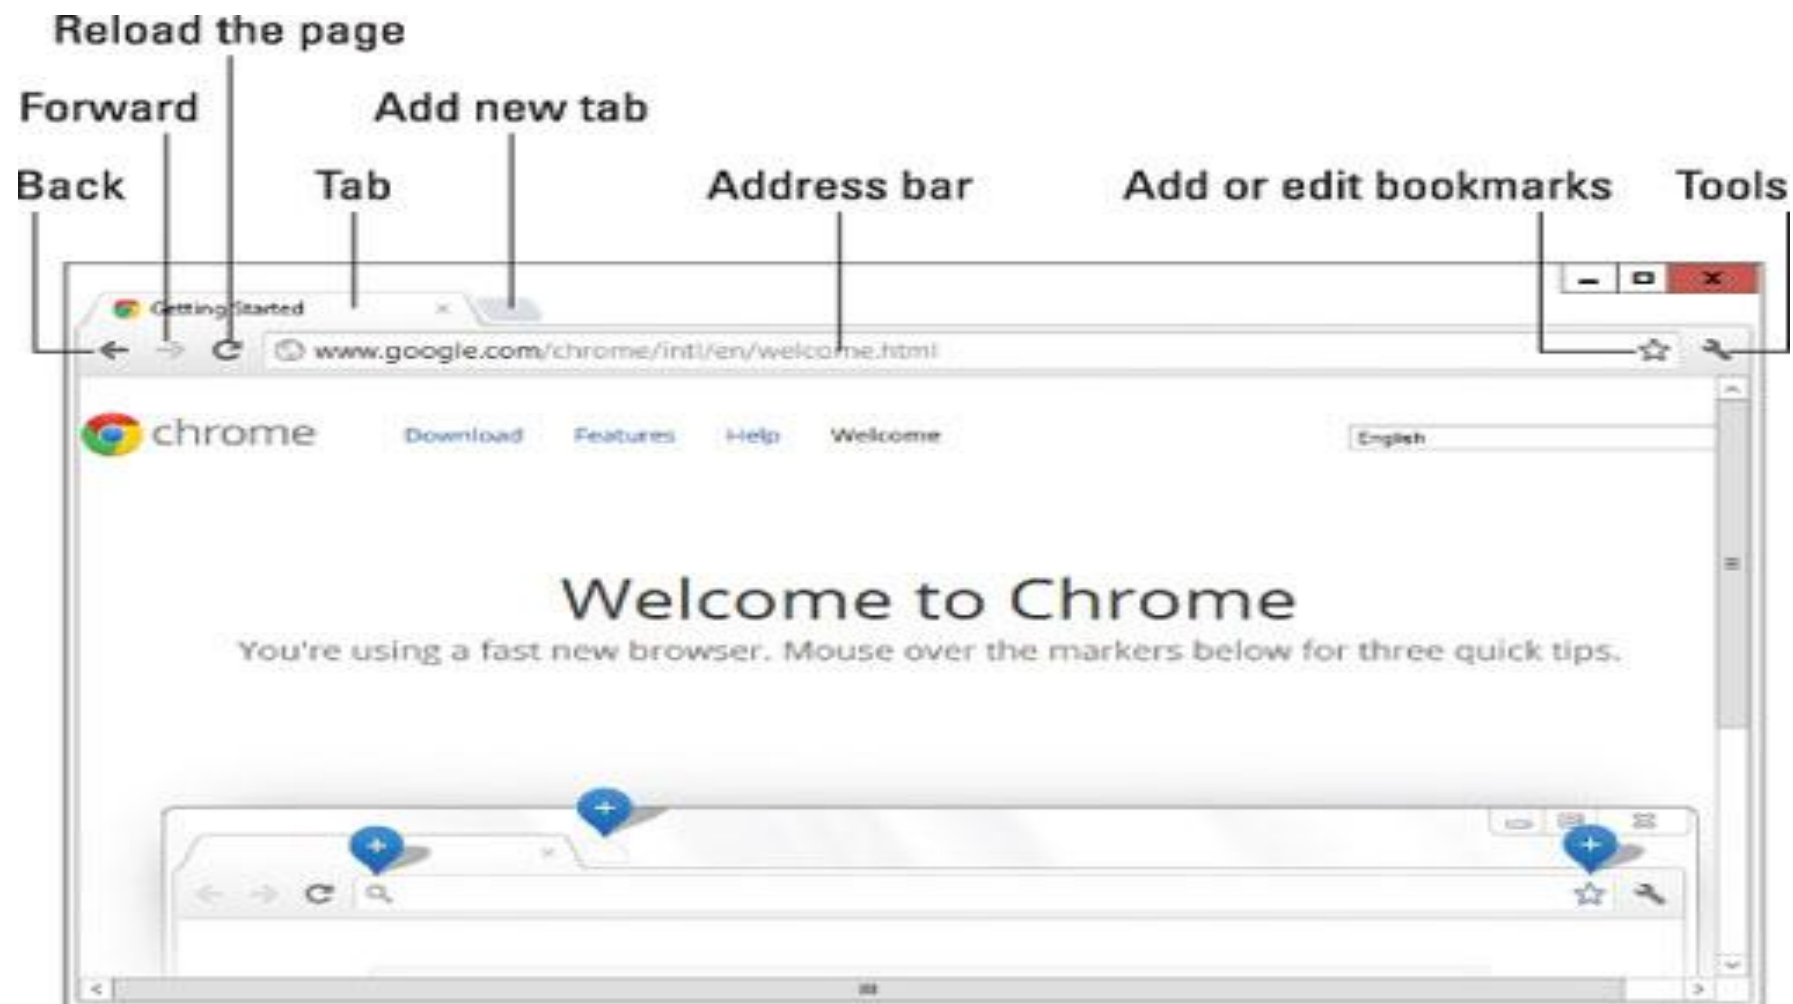 Reload the page
Forward
Add new tab
Back
Tab
Address bar
Add or edit bookmarks
Tools
Getting Started
www.google.com/chrome/intl/en/welcome.html
chrome
Download
Features
Help
Welcome
English
Welcome to Chrome
You're using a fast new browser. Mouse over the markers below for three quick tips.